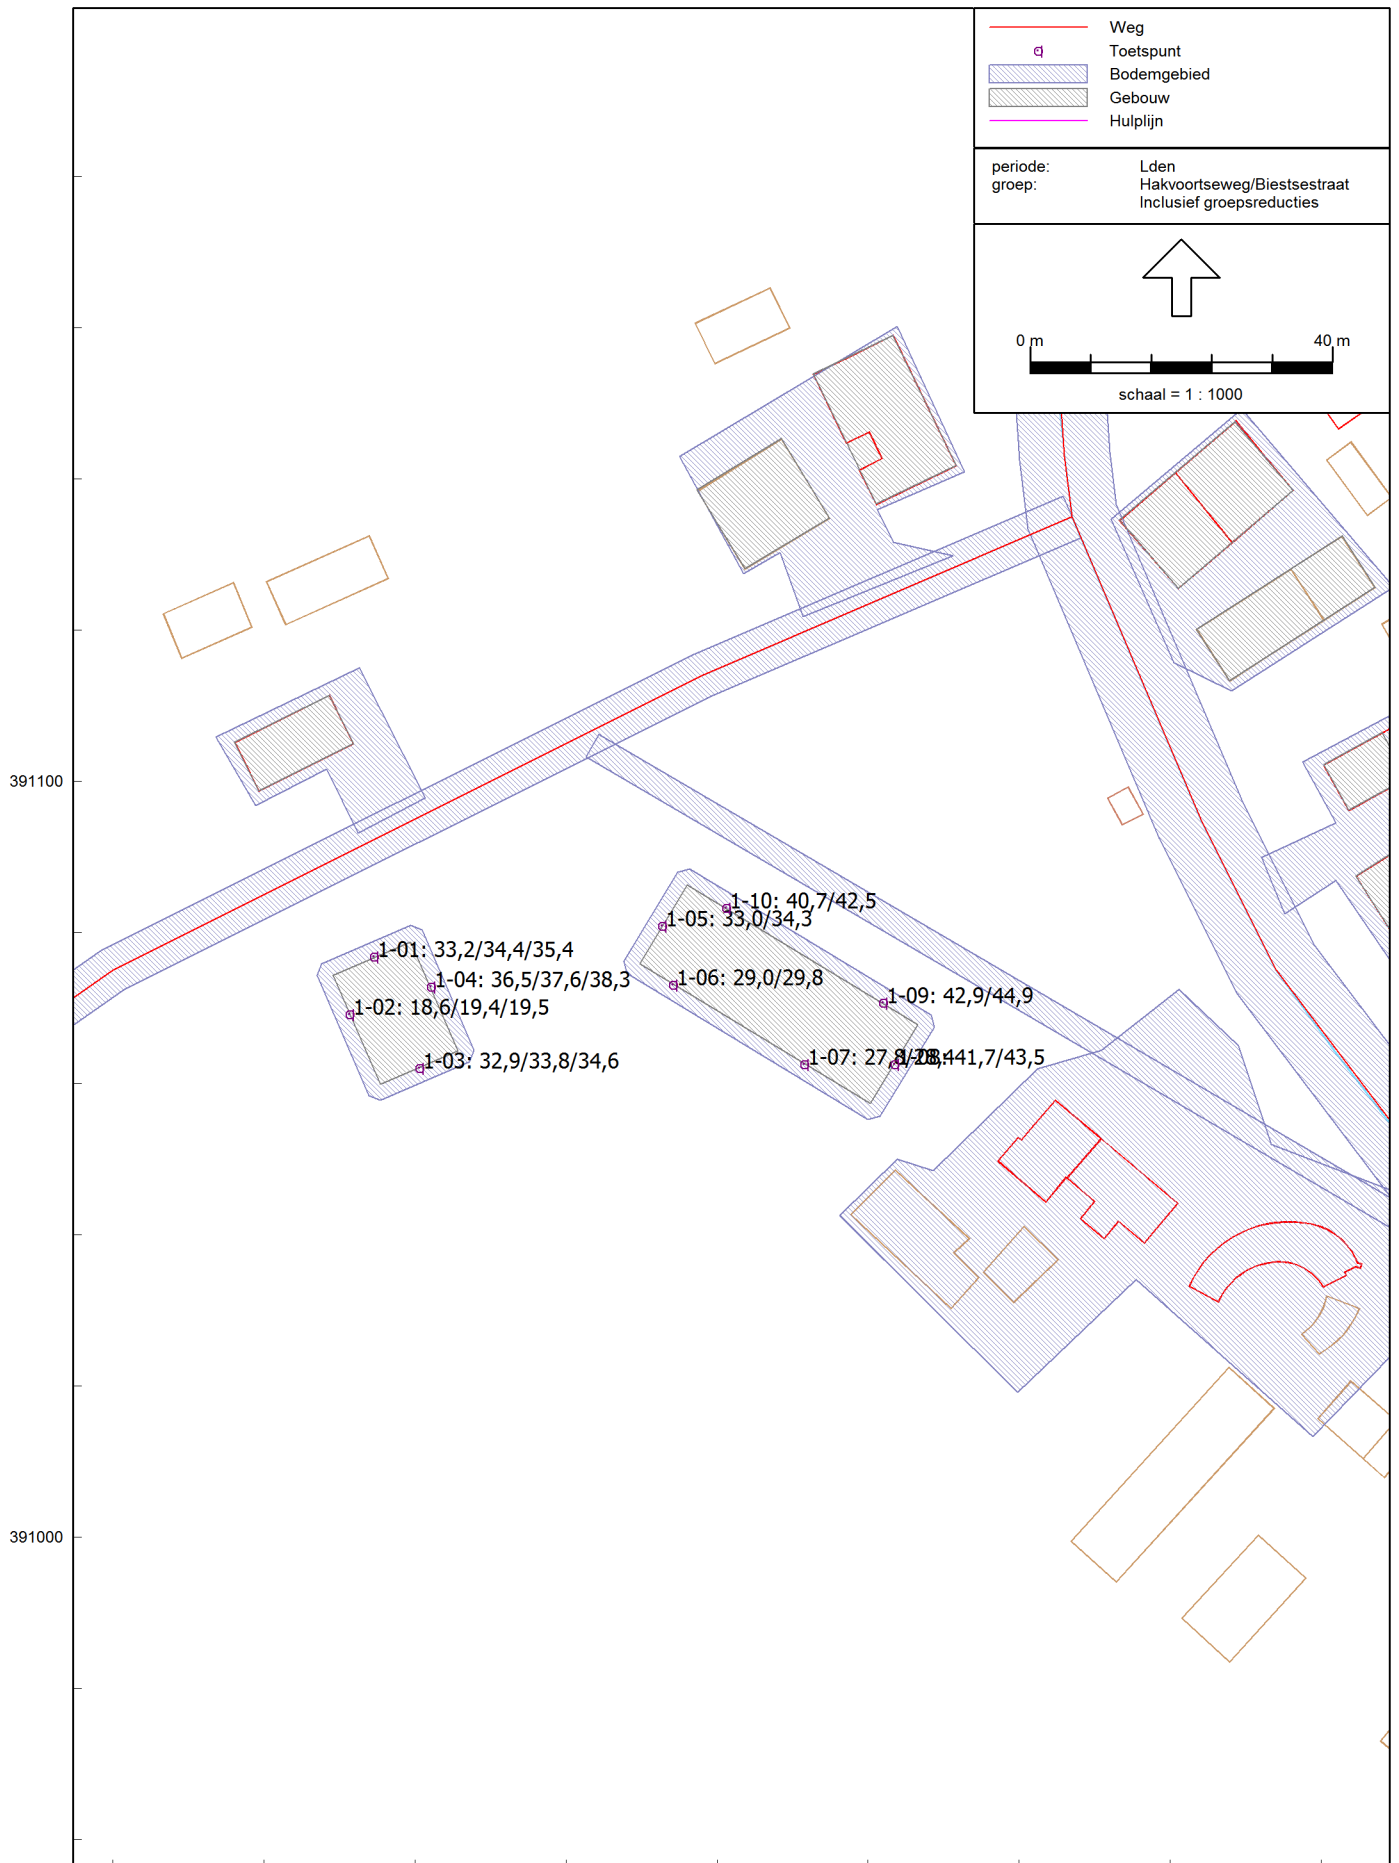 Weg
Toetspunt
Bodemgebied
Gebouw
Hulplijn
periode: Lden
groep: Hakvoortseweg/Biestsestraat
Inclusief groepsreducties
0 m 40 m
schaal = 1 : 1000
391100
1-10: 40,7/42,5
1-05: 33,0/34,3
1-01: 33,2/34,4/35,4
1-04: 36,5/37,6/38,3
1-06: 29,0/29,8
1-09: 42,9/44,9
1-02: 18,6/19,4/19,5
1-03: 32,9/33,8/34,6
1-07: 27,8/28,4
1-08: 41,7/43,5
391000